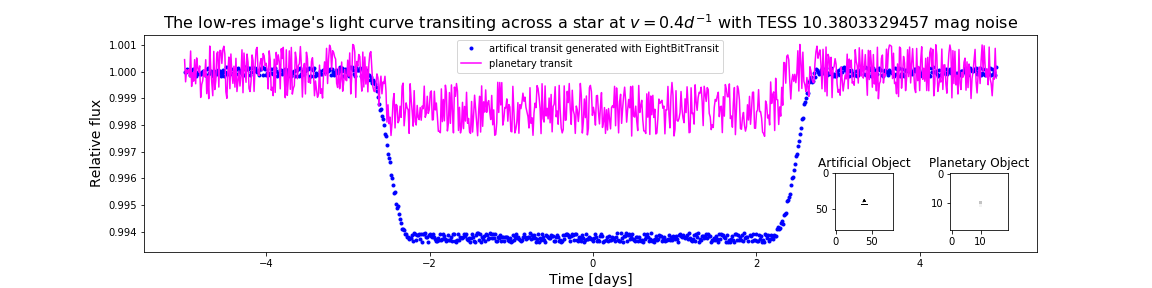 The low-res image's light curve transiting across a star at v = 0.4d⁻¹ with TESS 10.3803329457 mag noise
artifical transit generated with EightBitTransit
planetary transit
Relative flux
1.001
1.000
0.999
0.998
0.997
0.996
0.995
0.994
Artificial Object
0
50
0 50
Planetary Object
0
10
0 10
−4 −2 0 2 4
Time [days]